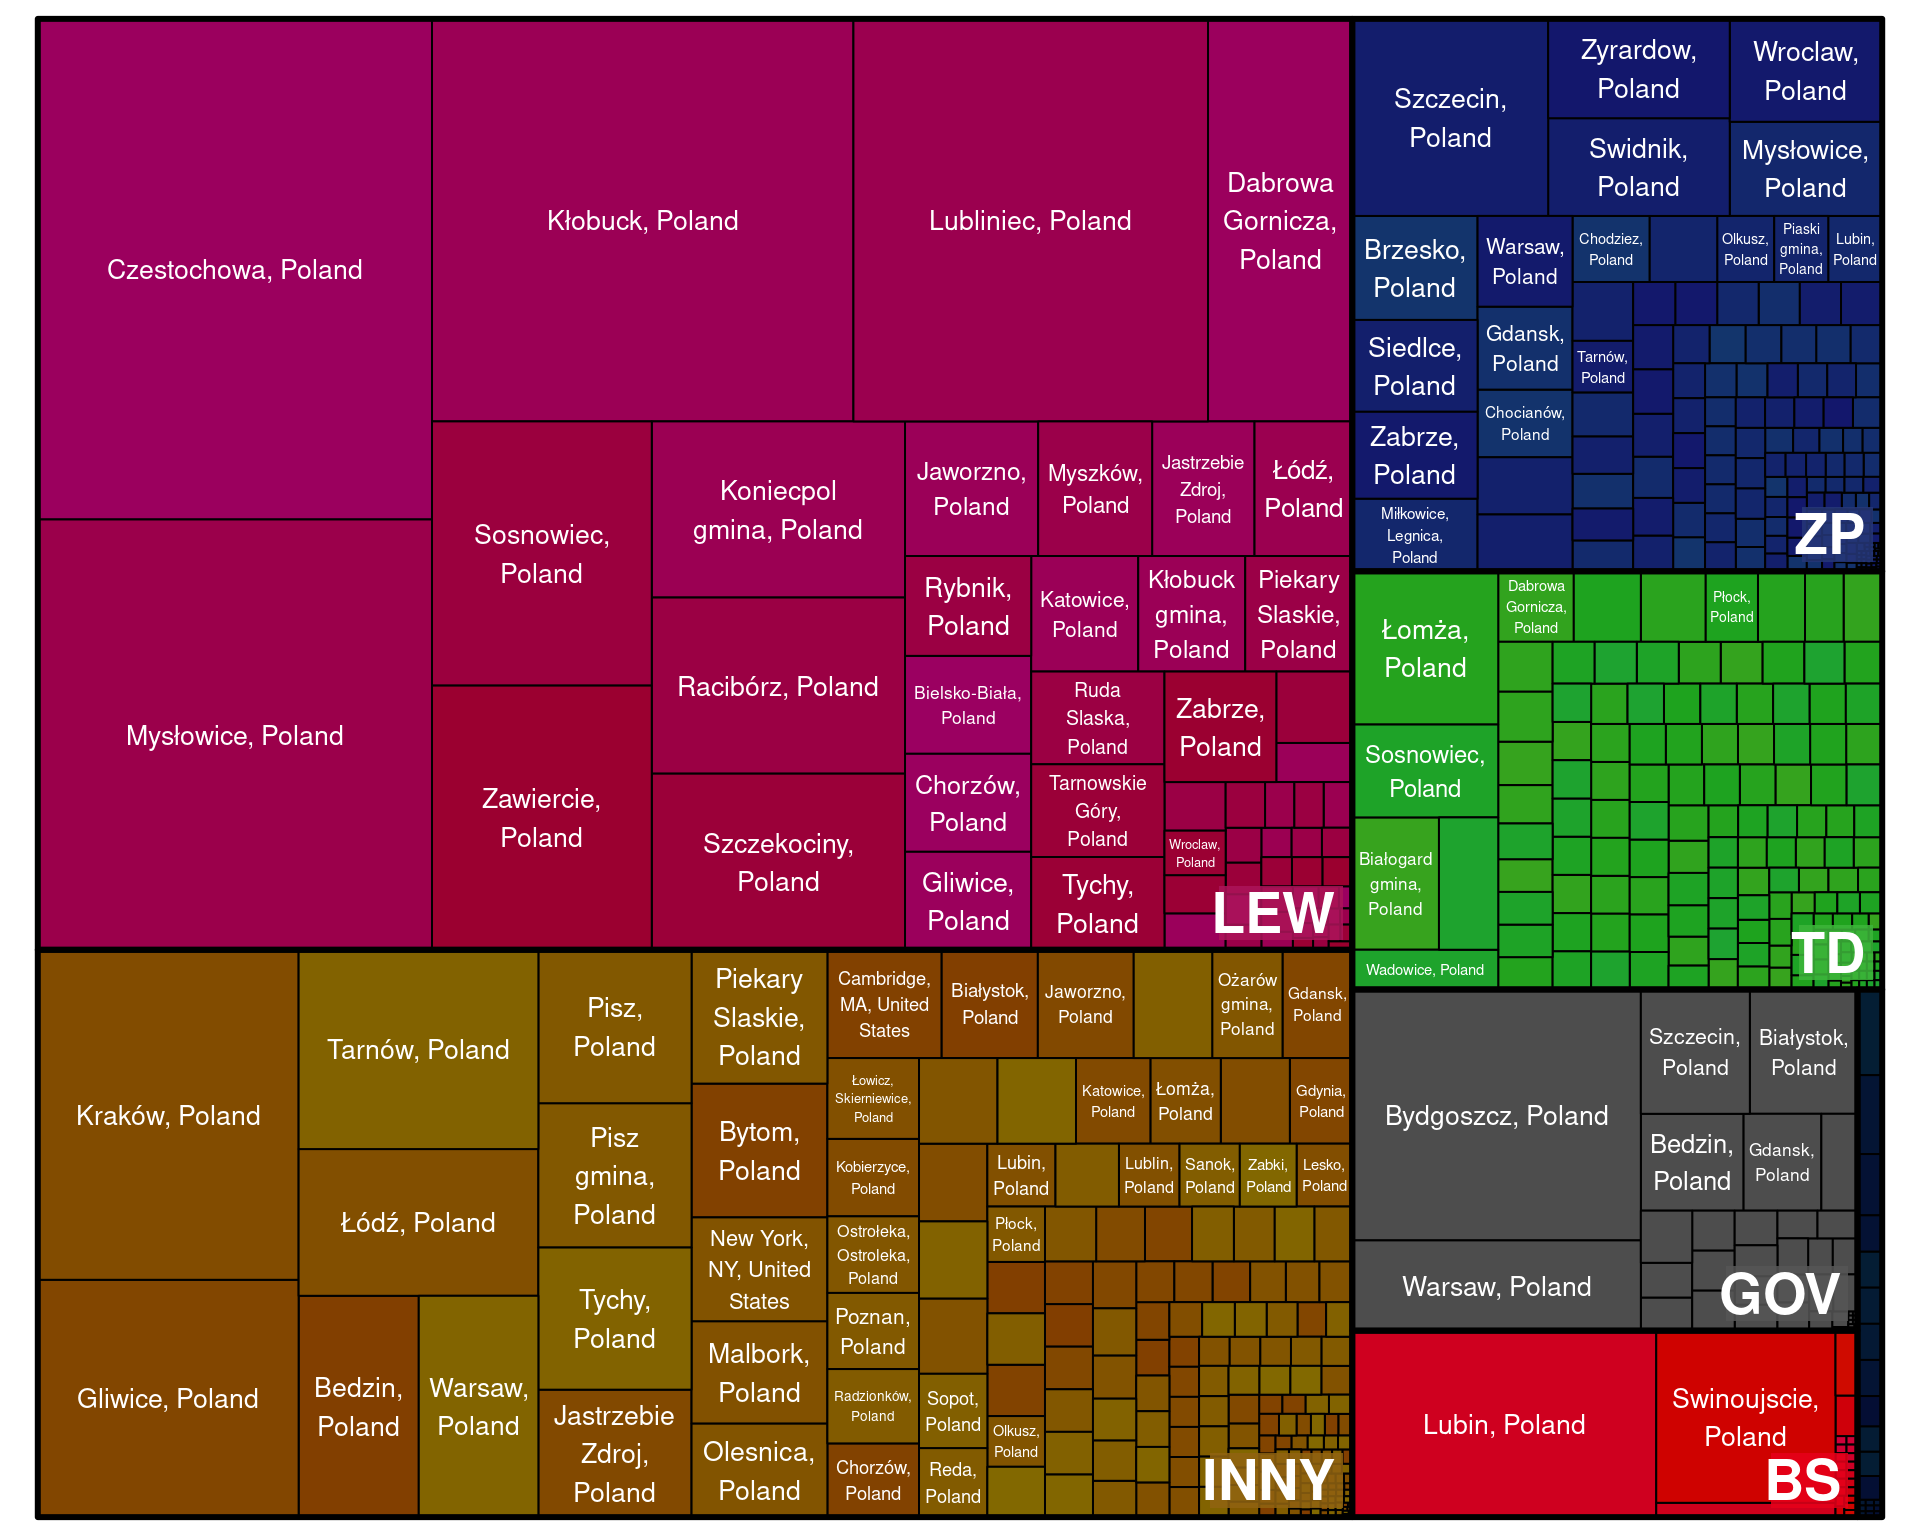 Czestochowa, Poland
Mysłowice, Poland
Kłobuck, Poland
Lubliniec, Poland
Dabrowa
Gornicza,
Poland
Sosnowiec,
Poland
Zawiercie,
Poland
Koniecpol
gmina, Poland
Racibórz, Poland
Szczekociny,
Poland
Jaworzno,
Poland
Myszków,
Poland
Jastrzebie
Zdroj,
Poland
Łódź,
Poland
Rybnik,
Poland
Katowice,
Poland
Kłobuck
gmina,
Poland
Piekary
Slaskie,
Poland
Bielsko-Biała,
Poland
Chorzów,
Poland
Gliwice,
Poland
Ruda
Slaska,
Poland
Tarnowskie
Góry,
Poland
Tychy,
Poland
Zabrze,
Poland
Wroclaw,
Poland
LEW
Szczecin,
Poland
Zyrardow,
Poland
Wroclaw,
Poland
Swidnik,
Poland
Mysłowice,
Poland
Brzesko,
Poland
Siedlce,
Poland
Zabrze,
Poland
Miłkowice,
Legnica,
Poland
Warsaw,
Poland
Gdansk,
Poland
Chocianów,
Poland
Chodziez,
Poland
Olkusz,
Poland
Piaski
gmina,
Poland
Lubin,
Poland
Tarnów,
Poland
ZP
Łomża,
Poland
Sosnowiec,
Poland
Białogard
gmina,
Poland
Wadowice, Poland
Dabrowa
Gornicza,
Poland
Płock,
Poland
TD
Kraków, Poland
Gliwice, Poland
Tarnów, Poland
Łódź, Poland
Bedzin,
Poland
Warsaw,
Poland
Pisz,
Poland
Pisz
gmina,
Poland
Tychy,
Poland
Jastrzebie
Zdroj,
Poland
Piekary
Slaskie,
Poland
Bytom,
Poland
New York,
NY, United
States
Malbork,
Poland
Olesnica,
Poland
Cambridge,
MA, United
States
Białystok,
Poland
Jaworzno,
Poland
Ożarów
gmina,
Poland
Gdansk,
Poland
Łowicz,
Skierniewice,
Poland
Kobierzyce,
Poland
Ostrołeka,
Ostroleka,
Poland
Poznan,
Poland
Radzionków,
Poland
Chorzów,
Poland
Katowice,
Poland
Łomża,
Poland
Gdynia,
Poland
Lubin,
Poland
Lublin,
Poland
Sanok,
Poland
Zabki,
Poland
Lesko,
Poland
Płock,
Poland
Sopot,
Poland
Reda,
Poland
Olkusz,
Poland
INNY
Bydgoszcz, Poland
Warsaw, Poland
Szczecin,
Poland
Białystok,
Poland
Bedzin,
Poland
Gdansk,
Poland
GOV
Lubin, Poland
Swinoujscie,
Poland
BS